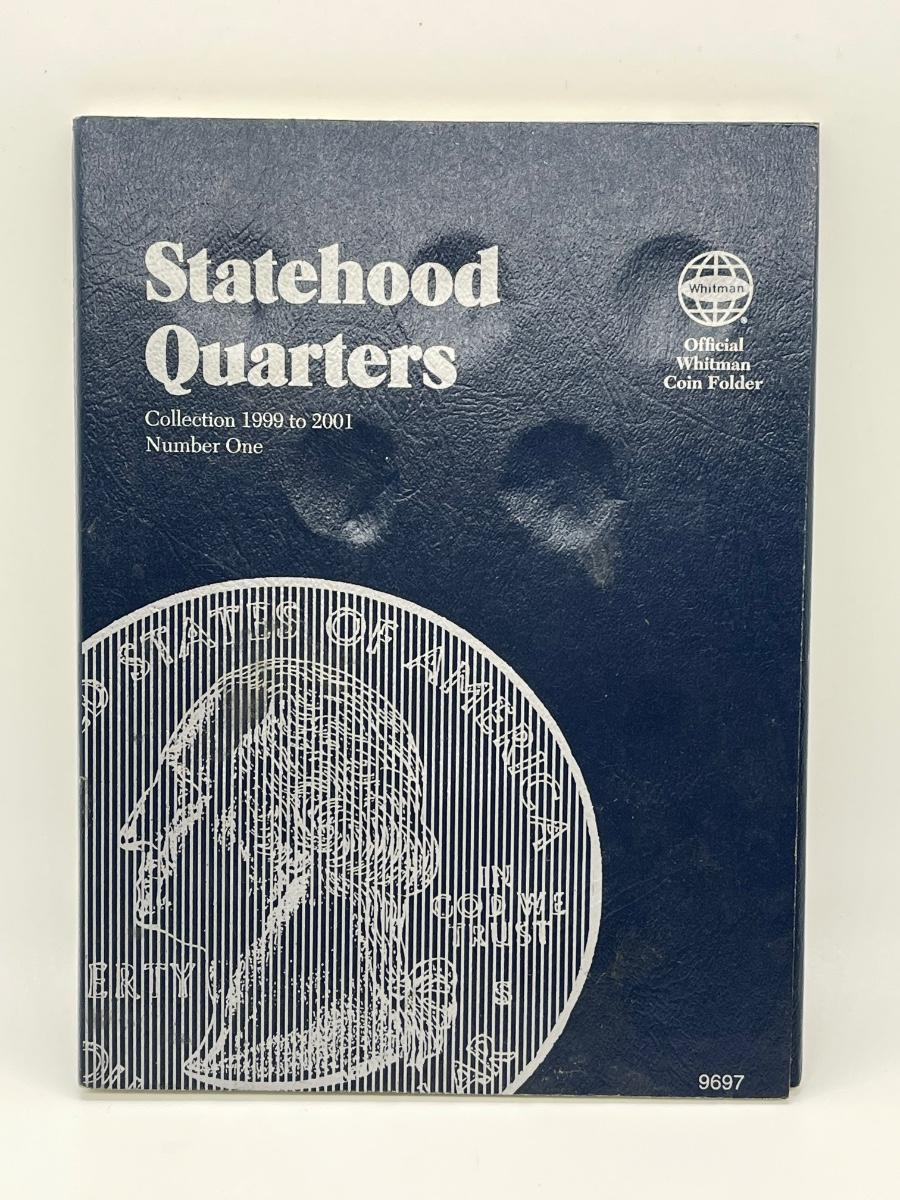 Statehood
Quarters
Collection 1999 to 2001
Number One
Whitman
®
Official
Whitman
Coin Folder
D STATES OF AMERICA
IN
GOD WE
TRUST
ERTY
S
9697